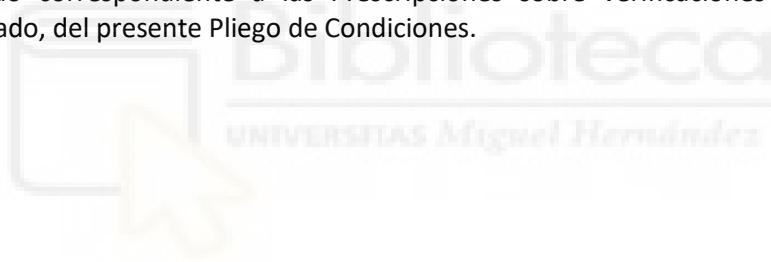 correspondiente a las Prescripciones sobre verificaciones
ado, del presente Pliego de Condiciones.
Biblioteca
UNIVERSITAS Miguel Hernández